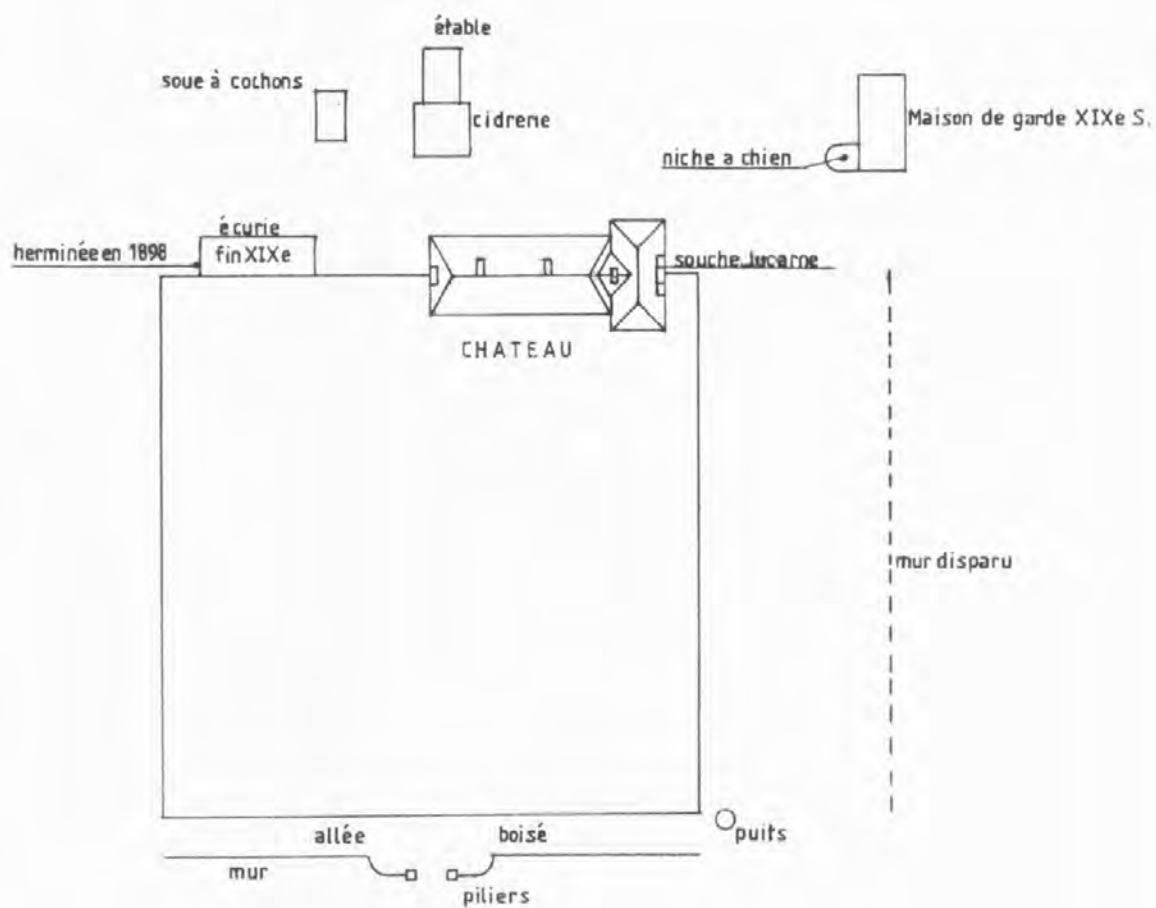 étable
soue à cochons
cidrerie
Maison de garde XIXe S.
niche a chien
écurie
fin XIXe
herminée en 1898
souche lucarne
CHATEAU
mur disparu
puits
allée boisé
mur
piliers